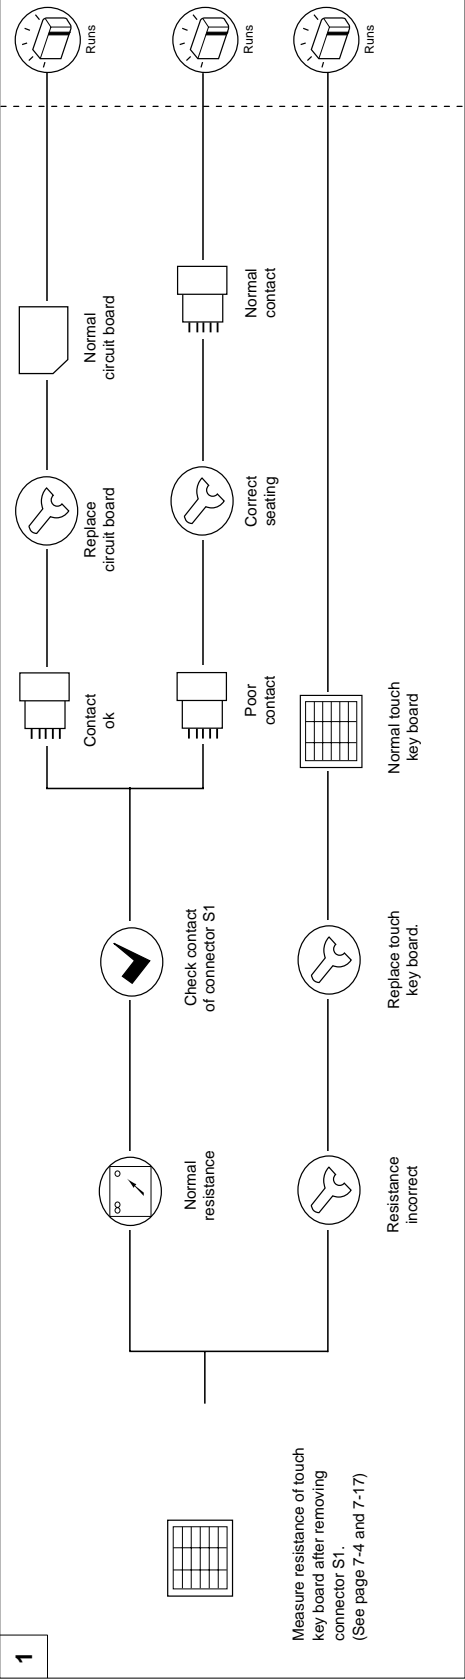 1
Measure resistance of touch
key board after removing
connector S1.
(See page 7-4 and 7-17)
Normal
resistance
Check contact
of connector S1
Contact
ok
Replace
circuit board
Normal
circuit board
Runs
Poor
contact
Correct
seating
Normal
contact
Runs
Resistance
incorrect
Replace touch
key board.
Normal touch
key board
Runs